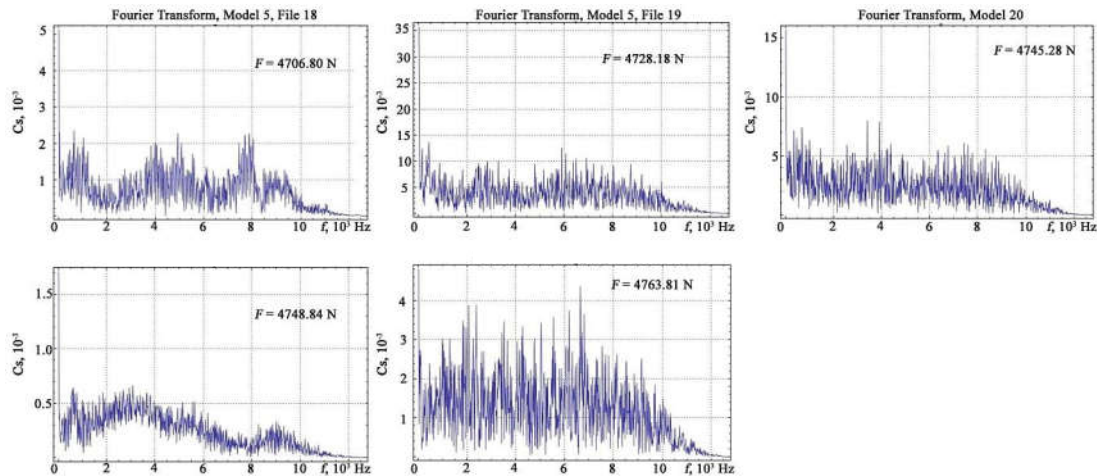 Fourier Transform, Model 5, File 18
F = 4706.80 N
Cs, 10⁻³
5
4
3
2
1
0
0 2 4 6 8 10 f, 10³ Hz
Fourier Transform, Model 5, File 19
F = 4728.18 N
Cs, 10⁻³
35
30
25
20
15
10
5
0 2 4 6 8 10 f, 10³ Hz
Fourier Transform, Model 20
F = 4745.28 N
Cs, 10⁻³
15
10
5
0 2 4 6 8 10 f, 10³ Hz
F = 4748.84 N
Cs, 10⁻³
1.5
1.0
0.5
0 2 4 6 8 10 f, 10³ Hz
F = 4763.81 N
Cs, 10⁻³
4
3
2
1
0 2 4 6 8 10 f, 10³ Hz